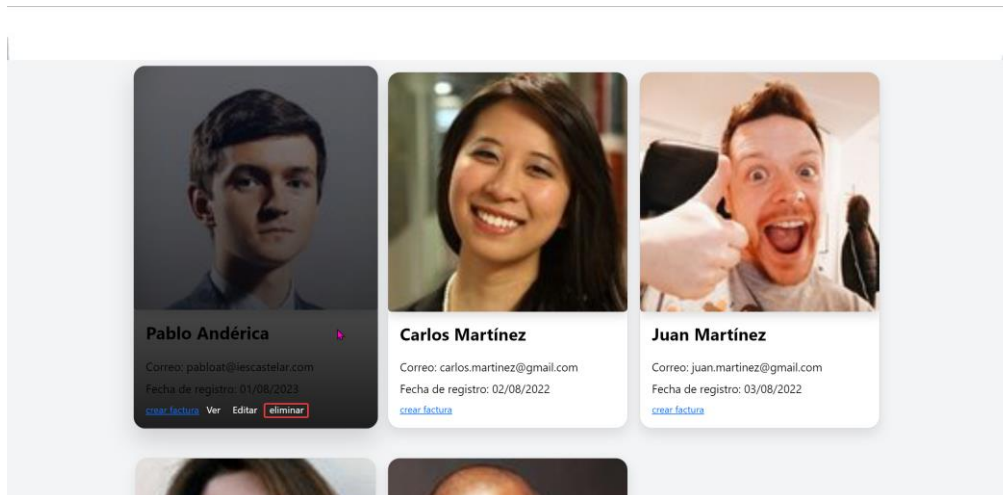 Pablo Andérica
Correo: pabloat@iescastelar.com
Fecha de registro: 01/08/2023
crear factura Ver Editar eliminar
Carlos Martínez
Correo: carlos.martinez@gmail.com
Fecha de registro: 02/08/2022
crear factura
Juan Martínez
Correo: juan.martinez@gmail.com
Fecha de registro: 03/08/2022
crear factura